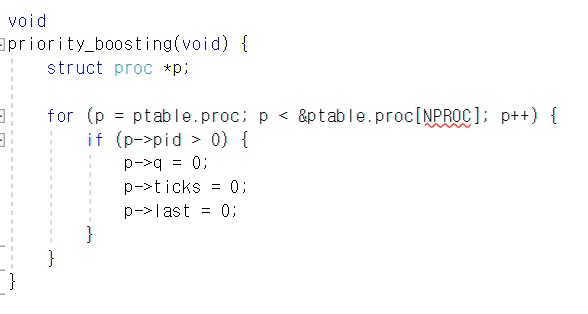 void
priority_boosting(void) {
struct proc *p;
for (p = ptable.proc; p < &ptable.proc[NPROC]; p++) {
if (p->pid > 0) {
p->q = 0;
p->ticks = 0;
p->last = 0;
}
}
}